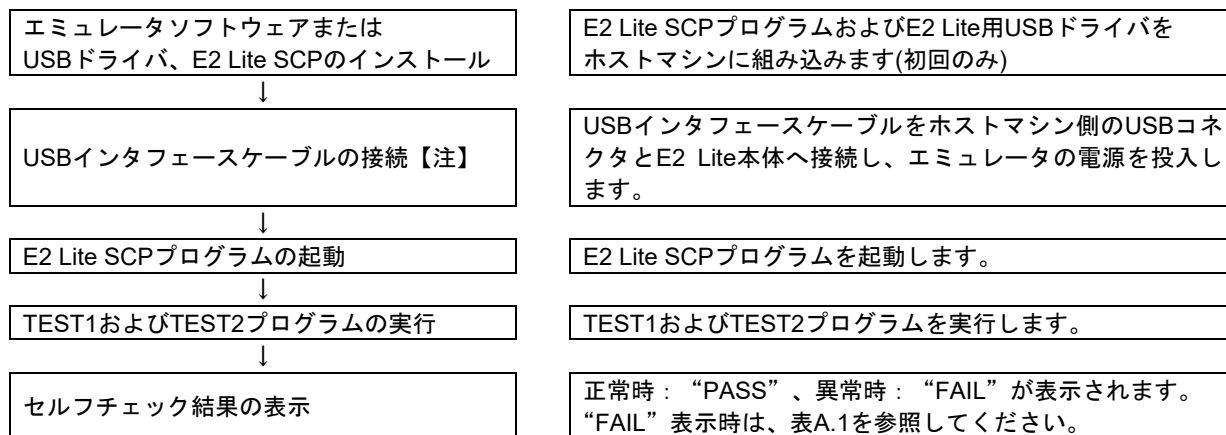 エミュレータソフトウェアまたは
USBドライバ、E2 Lite SCPのインストール
E2 Lite SCPプログラムおよびE2 Lite用USBドライバを
ホストマシンに組み込みます(初回のみ)
↓
USBインタフェースケーブルの接続【注】
USBインタフェースケーブルをホストマシン側のUSBコネ
クタとE2 Lite本体へ接続し、エミュレータの電源を投入し
ます。
↓
E2 Lite SCPプログラムの起動
E2 Lite SCPプログラムを起動します。
↓
TEST1およびTEST2プログラムの実行
TEST1およびTEST2プログラムを実行します。
↓
セルフチェック結果の表示
正常時：“PASS”、異常時：“FAIL”が表示されます。
“FAIL”表示時は、表A.1を参照してください。